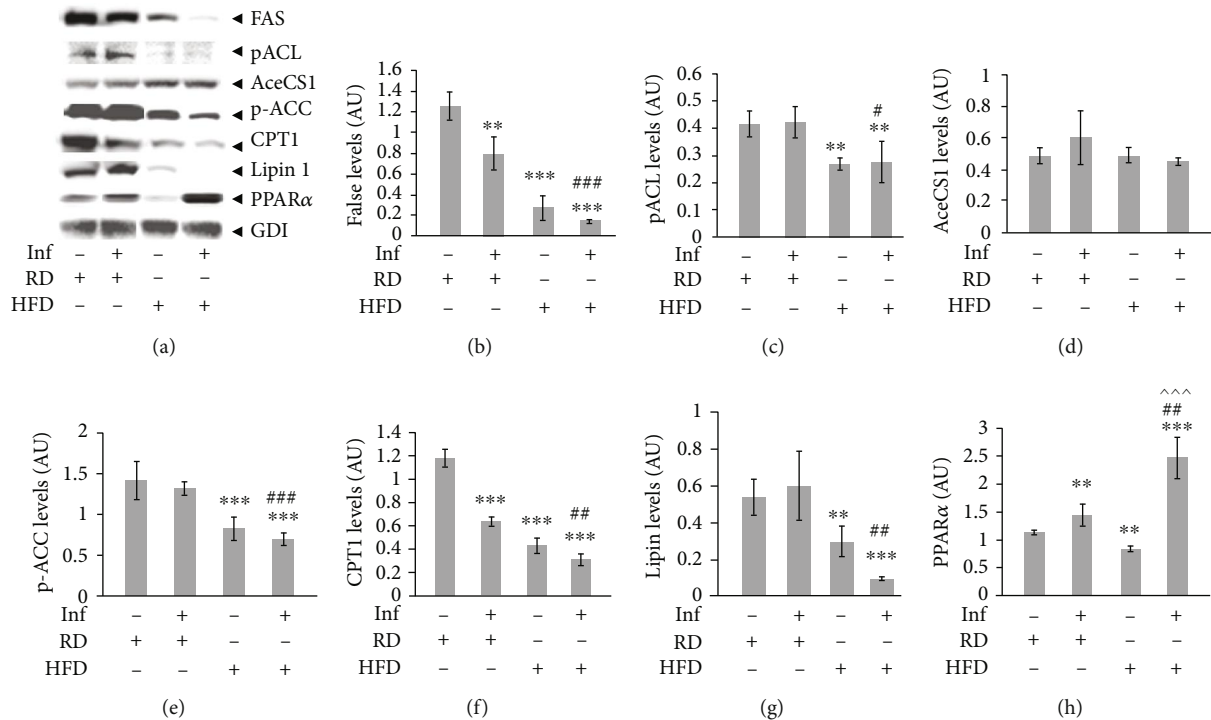 FAS
pACL
AceCS1
p-ACC
CPT1
Lipin 1
PPARα
GDI
Inf – + – +
RD + + – –
HFD – – + +
(a)
False levels (AU)
1.6
1.4
1.2
1
0.8
0.6
0.4
0.2
0
**
***
###
***
Inf – + – +
RD + + – –
HFD – – + +
(b)
pACL levels (AU)
0.6
0.5
0.4
0.3
0.2
0.1
0
**
#
**
Inf – + – +
RD + + – –
HFD – – + +
(c)
AceCS1 levels (AU)
1
0.8
0.6
0.4
0.2
0
Inf – + – +
RD + + – –
HFD – – + +
(d)
p-ACC levels (AU)
2
1.5
1
0.5
0
***
###
***
Inf – + – +
RD + + – –
HFD – – + +
(e)
CPT1 levels (AU)
1.4
1.2
1
0.8
0.6
0.4
0.2
0
***
***
##
***
Inf – + – +
RD + + – –
HFD – – + +
(f)
Lipin levels (AU)
1
0.8
0.6
0.4
0.2
0
**
##
***
Inf – + – +
RD + + – –
HFD – – + +
(g)
PPARα (AU)
3
2.5
2
1.5
1
0.5
0
**
**
^^^
##
***
Inf – + – +
RD + + – –
HFD – – + +
(h)